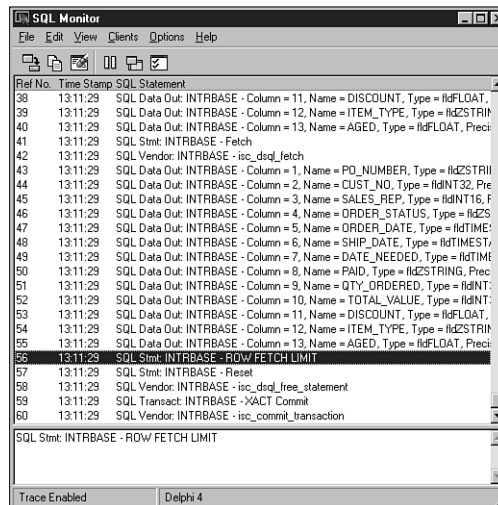 SQL Monitor
File Edit View Clients Options Help
Ref No. Time Stamp SQL Statement
38 13:11:29 SQL Data Out: INTRBASE - Column = 11, Name = DISCOUNT, Type = fldFLOAT,
39 13:11:29 SQL Data Out: INTRBASE - Column = 12, Name = ITEM_TYPE, Type = fldZSTRIN
40 13:11:29 SQL Data Out: INTRBASE - Column = 13, Name = AGED, Type = fldFLOAT, Preci
41 13:11:29 SQL Stmt: INTRBASE - Fetch
42 13:11:29 SQL Vendor: INTRBASE - isc_dsql_fetch
43 13:11:29 SQL Data Out: INTRBASE - Column = 1, Name = PO_NUMBER, Type = fldZSTRI
44 13:11:29 SQL Data Out: INTRBASE - Column = 2, Name = CUST_NO, Type = fldINT32, Pre
45 13:11:29 SQL Data Out: INTRBASE - Column = 3, Name = SALES_REP, Type = fldINT16,
46 13:11:29 SQL Data Out: INTRBASE - Column = 4, Name = ORDER_STATUS, Type = fldZS
47 13:11:29 SQL Data Out: INTRBASE - Column = 5, Name = ORDER_DATE, Type = fldTIMES
48 13:11:29 SQL Data Out: INTRBASE - Column = 6, Name = SHIP_DATE, Type = fldTIMESTA
49 13:11:29 SQL Data Out: INTRBASE - Column = 7, Name = DATE_NEEDED, Type = fldTIM
50 13:11:29 SQL Data Out: INTRBASE - Column = 8, Name = PAID, Type = fldZSTRING, Prec
51 13:11:29 SQL Data Out: INTRBASE - Column = 9, Name = QTY_ORDERED, Type = fldINT
52 13:11:29 SQL Data Out: INTRBASE - Column = 10, Name = TOTAL_VALUE, Type = fldINT
53 13:11:29 SQL Data Out: INTRBASE - Column = 11, Name = DISCOUNT, Type = fldFLOAT,
54 13:11:29 SQL Data Out: INTRBASE - Column = 12, Name = ITEM_TYPE, Type = fldZSTRI
55 13:11:29 SQL Data Out: INTRBASE - Column = 13, Name = AGED, Type = fldFLOAT, Preci
56 13:11:29 SQL Stmt: INTRBASE - ROW FETCH LIMIT
57 13:11:29 SQL Stmt: INTRBASE - Reset
58 13:11:29 SQL Vendor: INTRBASE - isc_dsql_free_statement
59 13:11:29 SQL Transact: INTRBASE - XACT Commit
60 13:11:29 SQL Vendor: INTRBASE - isc_commit_transaction
SQL Stmt: INTRBASE - ROW FETCH LIMIT
Trace Enabled Delphi 4